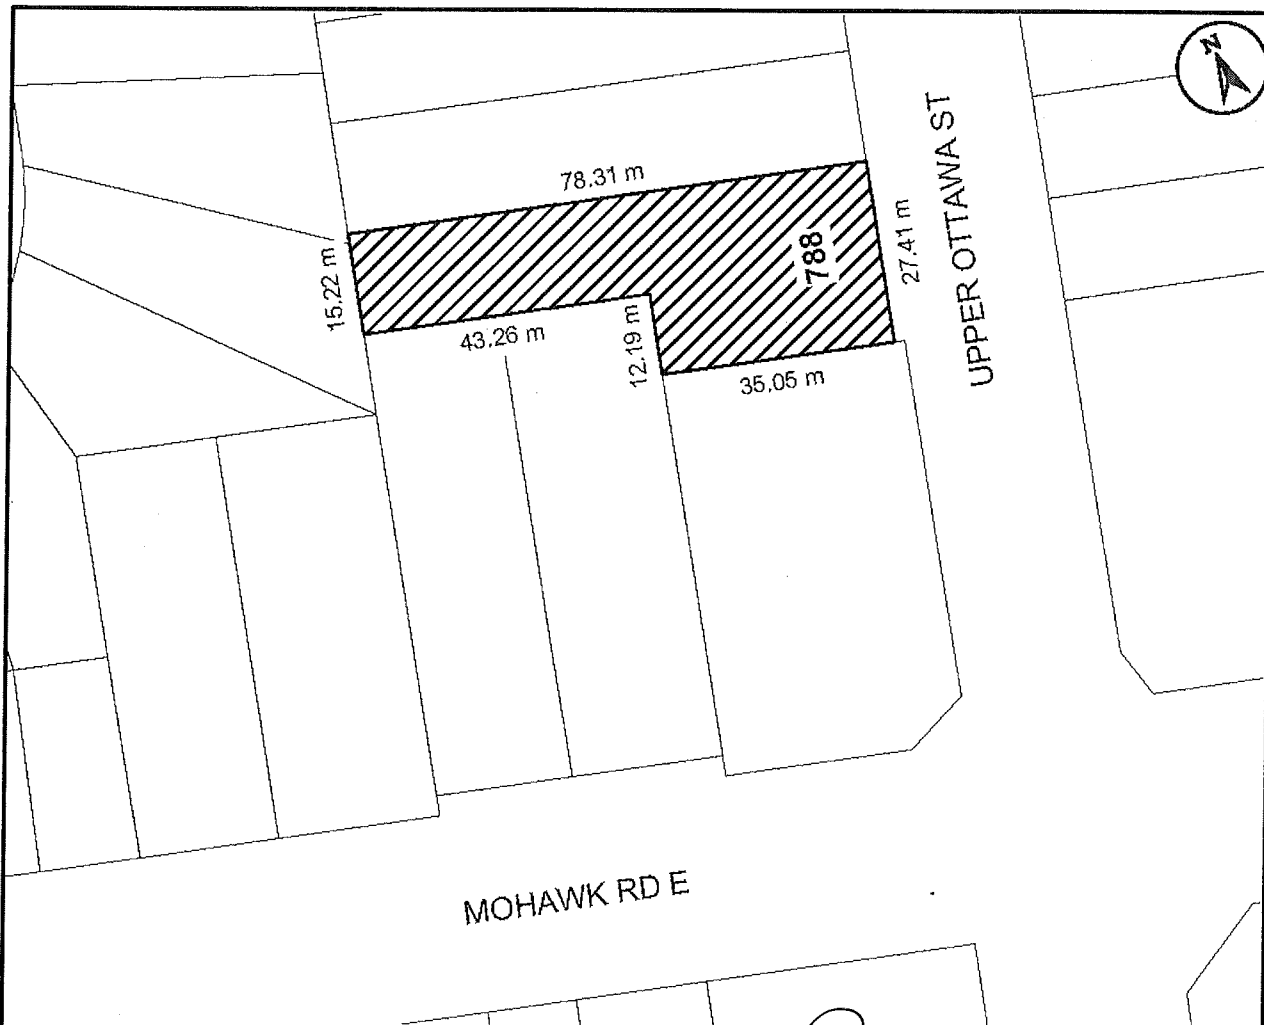 N
UPPER OTTAWA ST
78.31 m
15.22 m
788
27.41 m
43.26 m
12.19 m
35.05 m
MOHAWK RD E